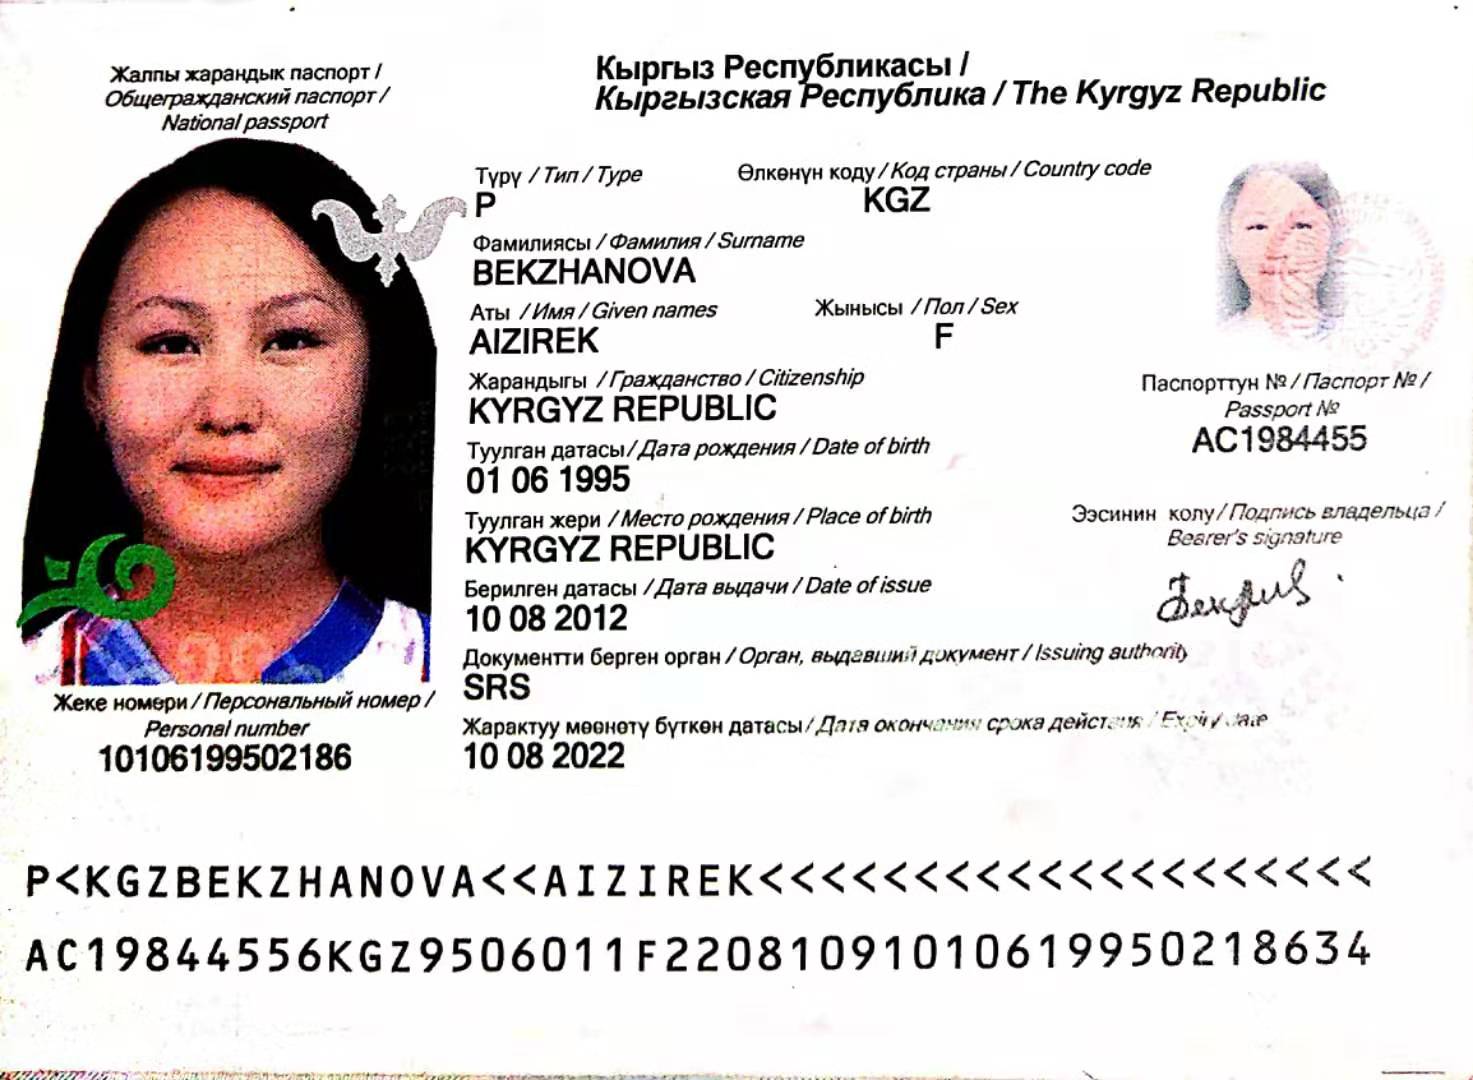 Жалпы жарандык паспорт /
Общегражданский паспорт /
National passport
Кыргыз Республикасы /
Кыргызская Республика / The Kyrgyz Republic
Түрү / Тип / Type
P
Өлкөнүн коду / Код страны / Country code
KGZ
Фамилиясы / Фамилия / Surname
BEKZHANOVA
Аты / Имя / Given names
AIZIREK
Жынысы / Пол / Sex
F
Жарандыгы / Гражданство / Citizenship
KYRGYZ REPUBLIC
Паспорттун № / Паспорт № /
Passport №
AC1984455
Туулган датасы / Дата рождения / Date of birth
01 06 1995
Туулган жери / Место рождения / Place of birth
KYRGYZ REPUBLIC
Ээсинин колу / Подпись владельца /
Bearer's signature
Берилген датасы / Дата выдачи / Date of issue
10 08 2012
Документти берген орган / Орган, выдавший документ / Issuing authority
SRS
Жарактуу мөөнөтү бүткөн датасы / Дата окончания срока действия / Expiry date
10 08 2022
Жеке номери / Персональный номер /
Personal number
10106199502186
P<KGZBEKZHANOVA<<AIZIREK<<<<<<<<<<<<<<<<<<<<
AC19844556KGZ9506011F22081091010619950218634